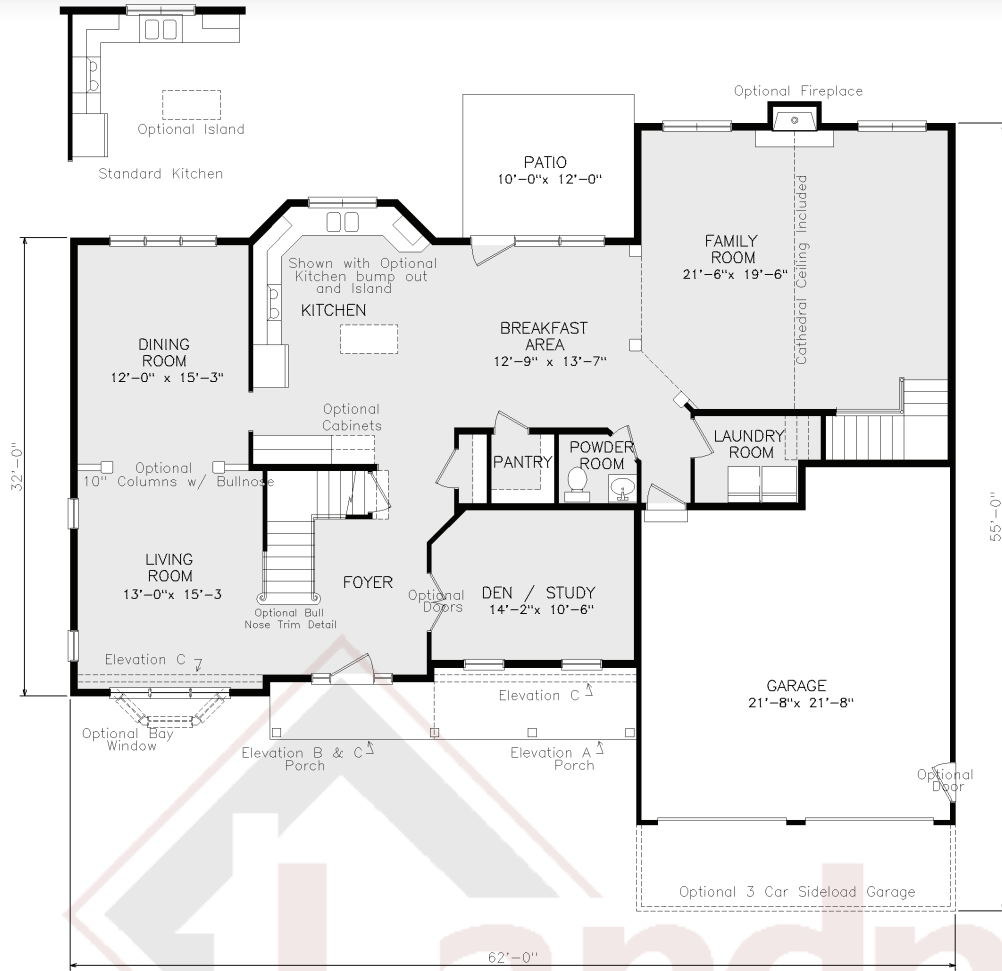 Optional Island
Standard Kitchen
Optional Fireplace
PATIO
10'-0"x 12'-0"
FAMILY
ROOM
21'-6"x 19'-6"
Cathedral Ceiling Included
Shown with Optional
Kitchen bump out
and Island
KITCHEN
BREAKFAST
AREA
12'-9" x 13'-7"
DINING
ROOM
12'-0" x 15'-3"
Optional
Cabinets
Optional
10" Columns w/ Bullnose
PANTRY
POWDER
ROOM
LAUNDRY
ROOM
32'-0"
55'-0"
LIVING
ROOM
13'-0"x 15'-3
FOYER
Optional Bull
Nose Trim Detail
Optional
Doors
DEN / STUDY
14'-2"x 10'-6"
Elevation C
Elevation C
GARAGE
21'-8"x 21'-8"
Optional Bay
Window
Elevation B & C
Porch
Elevation A
Porch
Optional
Door
Optional 3 Car Sideload Garage
62'-0"